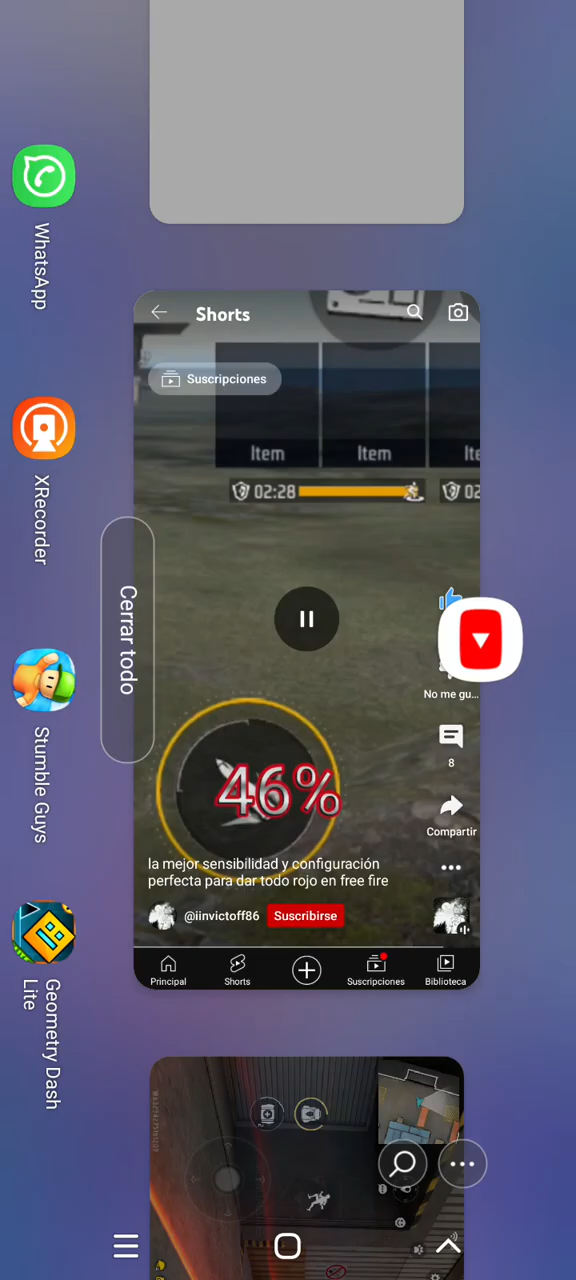 WhatsApp
XRecorder
Stumble Guys
Geometry Dash
Lite
Cerrar todo
Shorts
Suscripciones
Item
Item
Ite
02:28
02
No me gu...
46%
8
Compartir
la mejor sensibilidad y configuración
perfecta para dar todo rojo en free fire
@iinvictoff86
Suscribirse
Principal
Shorts
Suscripciones
Biblioteca